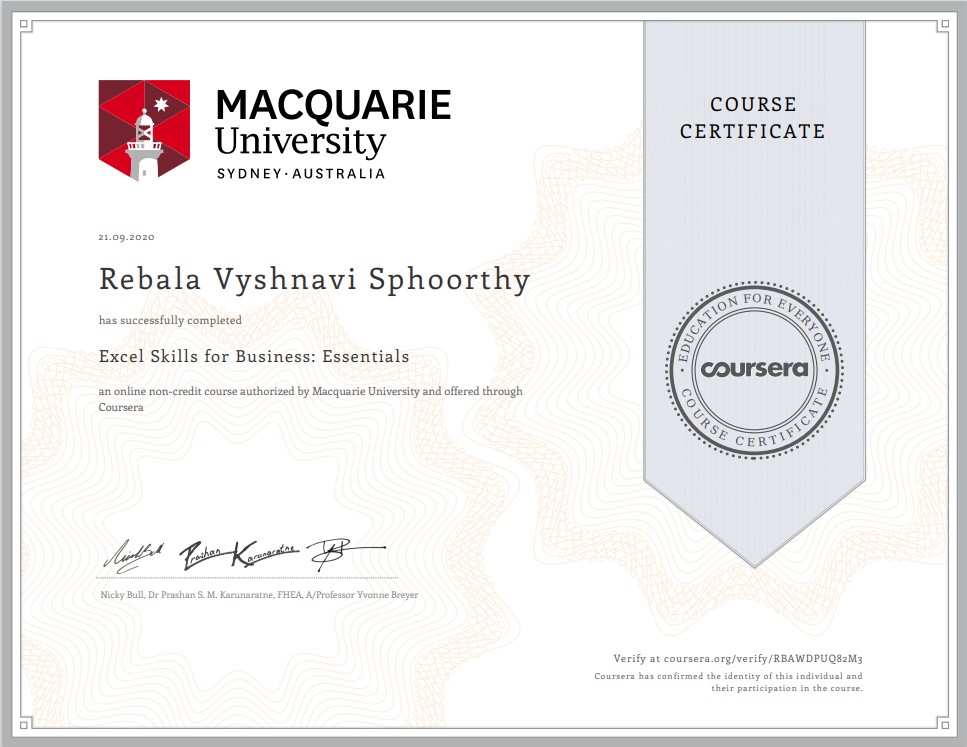 MACQUARIE
University
SYDNEY·AUSTRALIA
COURSE
CERTIFICATE
21.09.2020
Rebala Vyshnavi Sphoorthy
has successfully completed
Excel Skills for Business: Essentials
an online non-credit course authorized by Macquarie University and offered through
Coursera
EDUCATION FOR EVERYONE
coursera
COURSE CERTIFICATE
Prashan Karunaratne
Nicky Bull, Dr Prashan S. M. Karunaratne, FHEA, A/Professor Yvonne Breyer
Verify at coursera.org/verify/RBAWDPUQ82M3
Coursera has confirmed the identity of this individual and
their participation in the course.